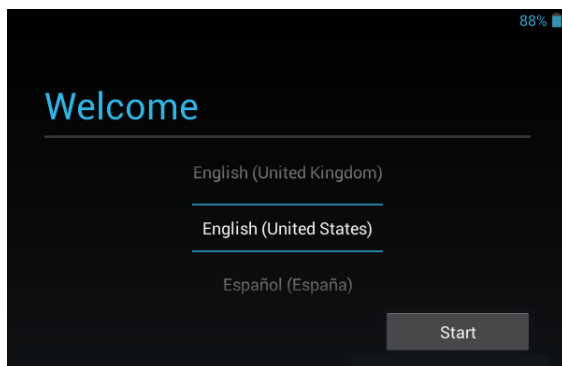 88%
Welcome
English (United Kingdom)
English (United States)
Español (España)
Start